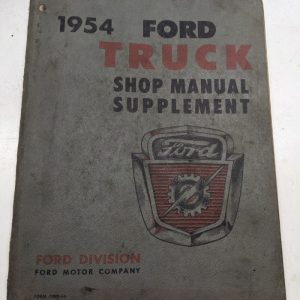 1954 FORD
TRUCK
SHOP MANUAL
SUPPLEMENT
Ford
FORD DIVISION
FORD MOTOR COMPANY